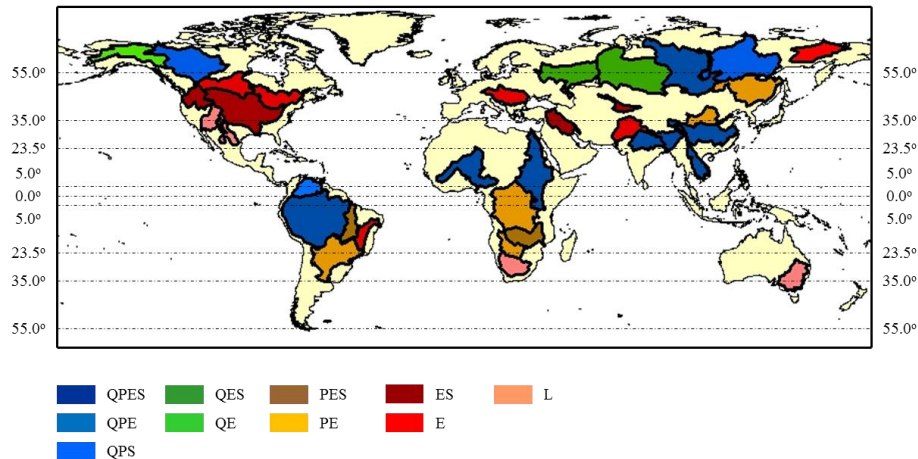 55.0º 55.0º
35.0º 35.0º
23.5º 23.5º
5.0º 5.0º
0.0º 0.0º
5.0º 5.0º
23.5º 23.5º
35.0º 35.0º
55.0º 55.0º
QPES QES PES ES L
QPE QE PE E
QPS